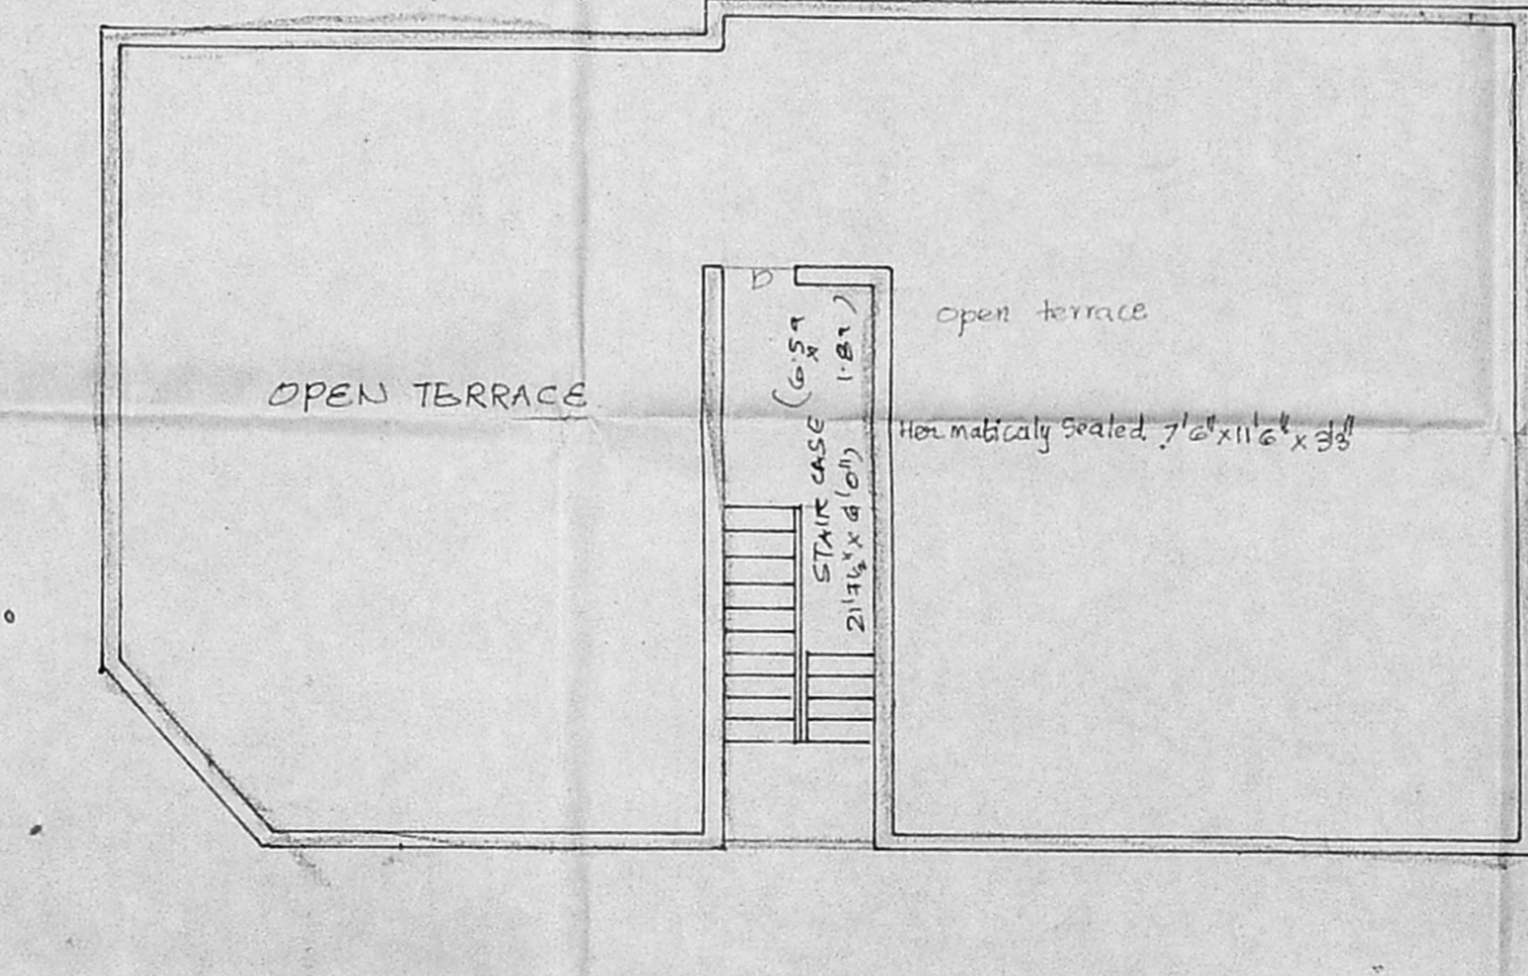 D
open terrace
OPEN TERRACE
Hermaticaly Sealed 7'6"x11'6"x3'3"
STAIR CASE (6.59 x 1.89)
21'7½" x 6'0")